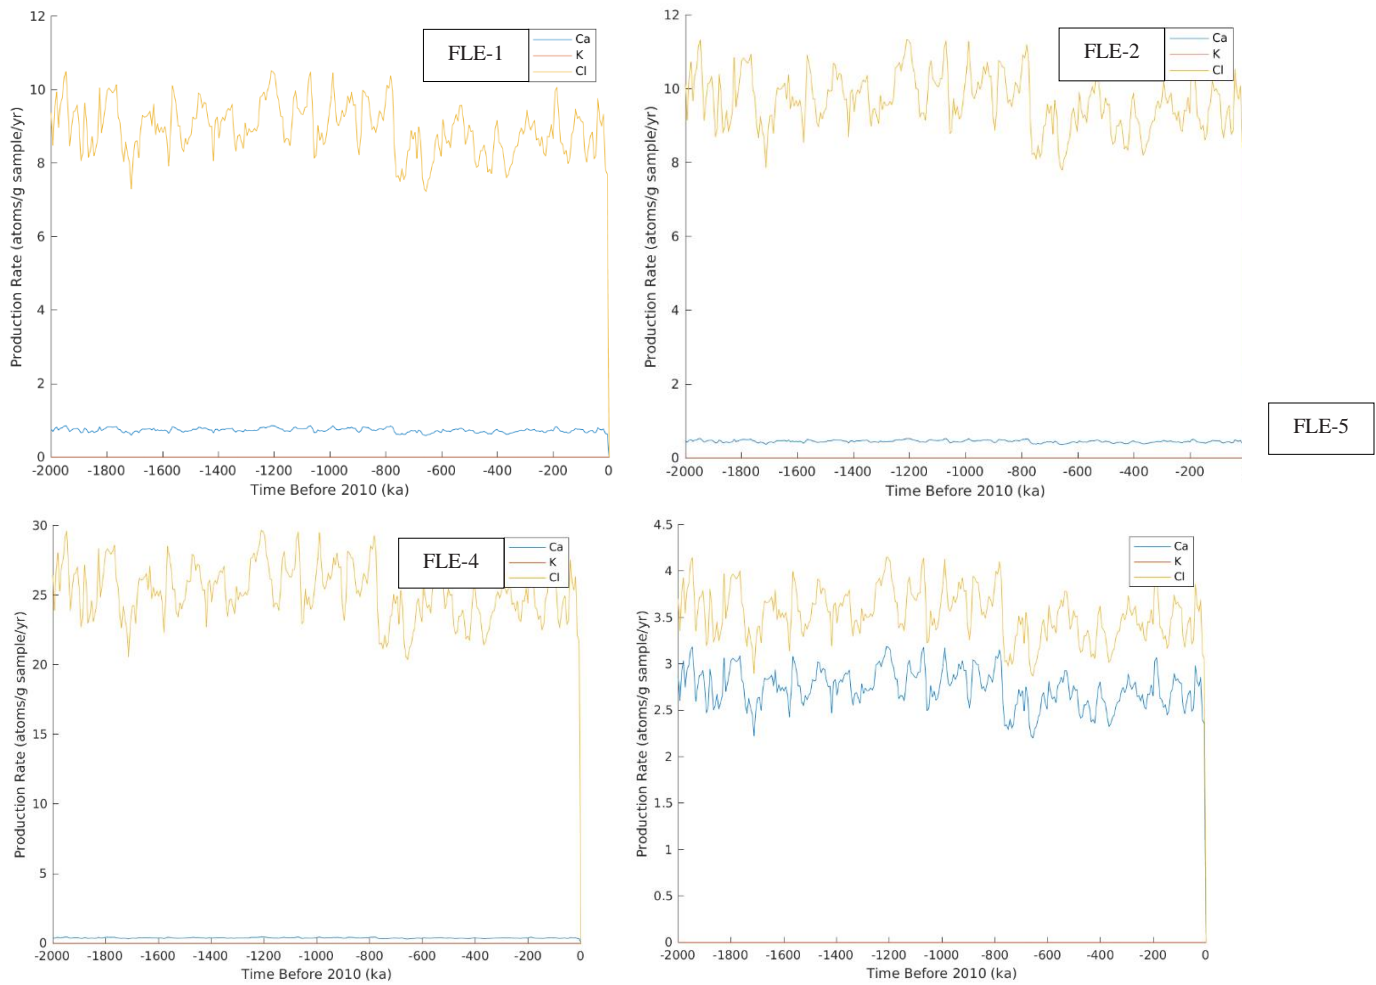 12
10
8
6
4
2
0
Production Rate (atoms/g sample/yr)
FLE-1
Ca
K
Cl
-2000 -1800 -1600 -1400 -1200 -1000 -800 -600 -400 -200 0
Time Before 2010 (ka)
12
10
8
6
4
2
0
Production Rate (atoms/g sample/yr)
FLE-2
Ca
K
Cl
-2000 -1800 -1600 -1400 -1200 -1000 -800 -600 -400 -200
Time Before 2010 (ka)
FLE-5
30
25
20
15
10
5
0
Production Rate (atoms/g sample/yr)
FLE-4
Ca
K
Cl
-2000 -1800 -1600 -1400 -1200 -1000 -800 -600 -400 -200 0
Time Before 2010 (ka)
4.5
4
3.5
3
2.5
2
1.5
1
0.5
0
Production Rate (atoms/g sample/yr)
Ca
K
Cl
-2000 -1800 -1600 -1400 -1200 -1000 -800 -600 -400 -200 0
Time Before 2010 (ka)